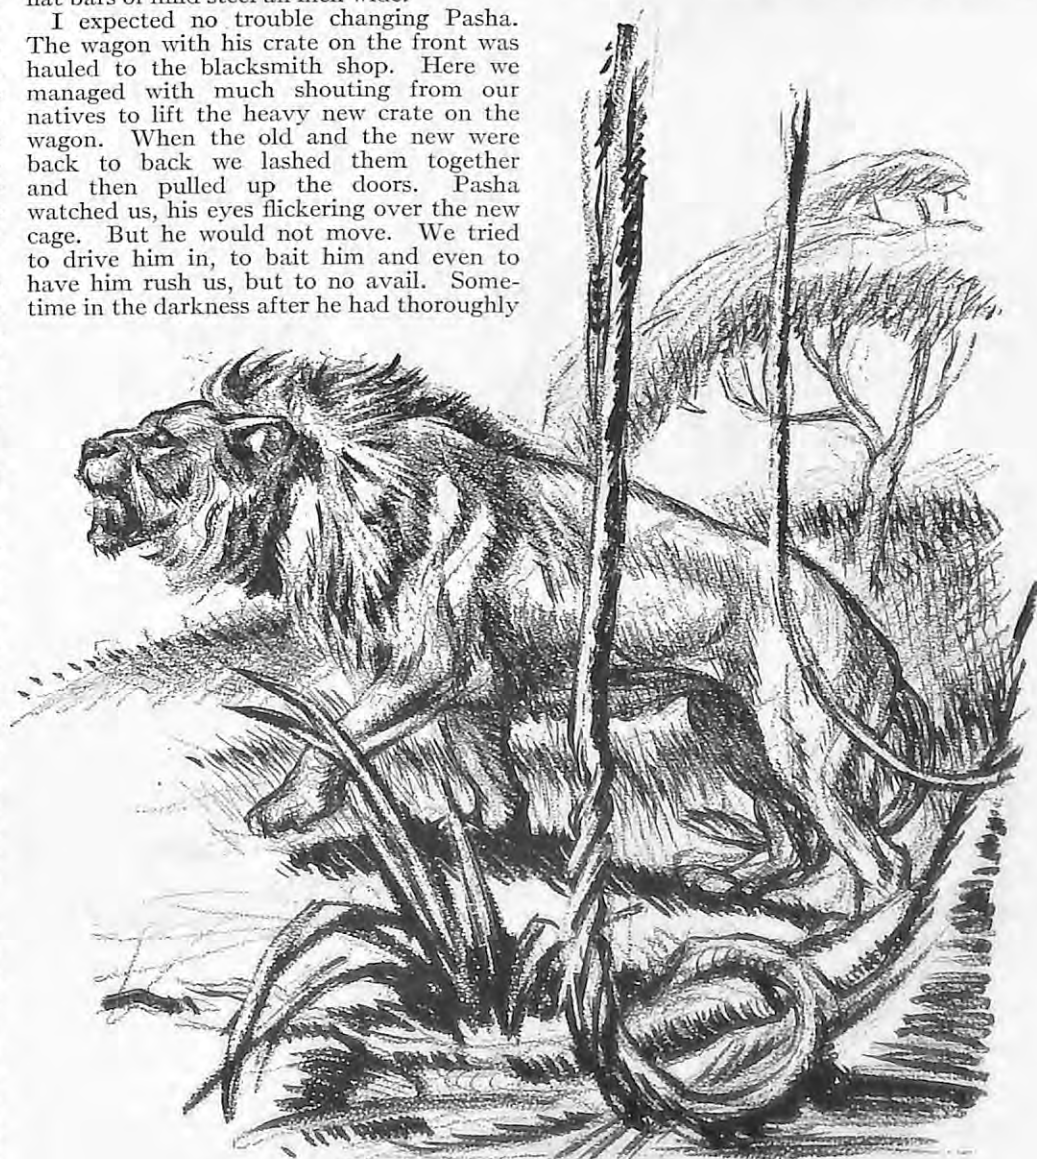 I expected no trouble changing Pasha.
The wagon with his crate on the front was
hauled to the blacksmith shop. Here we
managed with much shouting from our
natives to lift the heavy new crate on the
wagon. When the old and the new were
back to back we lashed them together
and then pulled up the doors. Pasha
watched us, his eyes flickering over the new
cage. But he would not move. We tried
to drive him in, to bait him and even to
have him rush us, but to no avail. Some-
time in the darkness after he had thoroughly